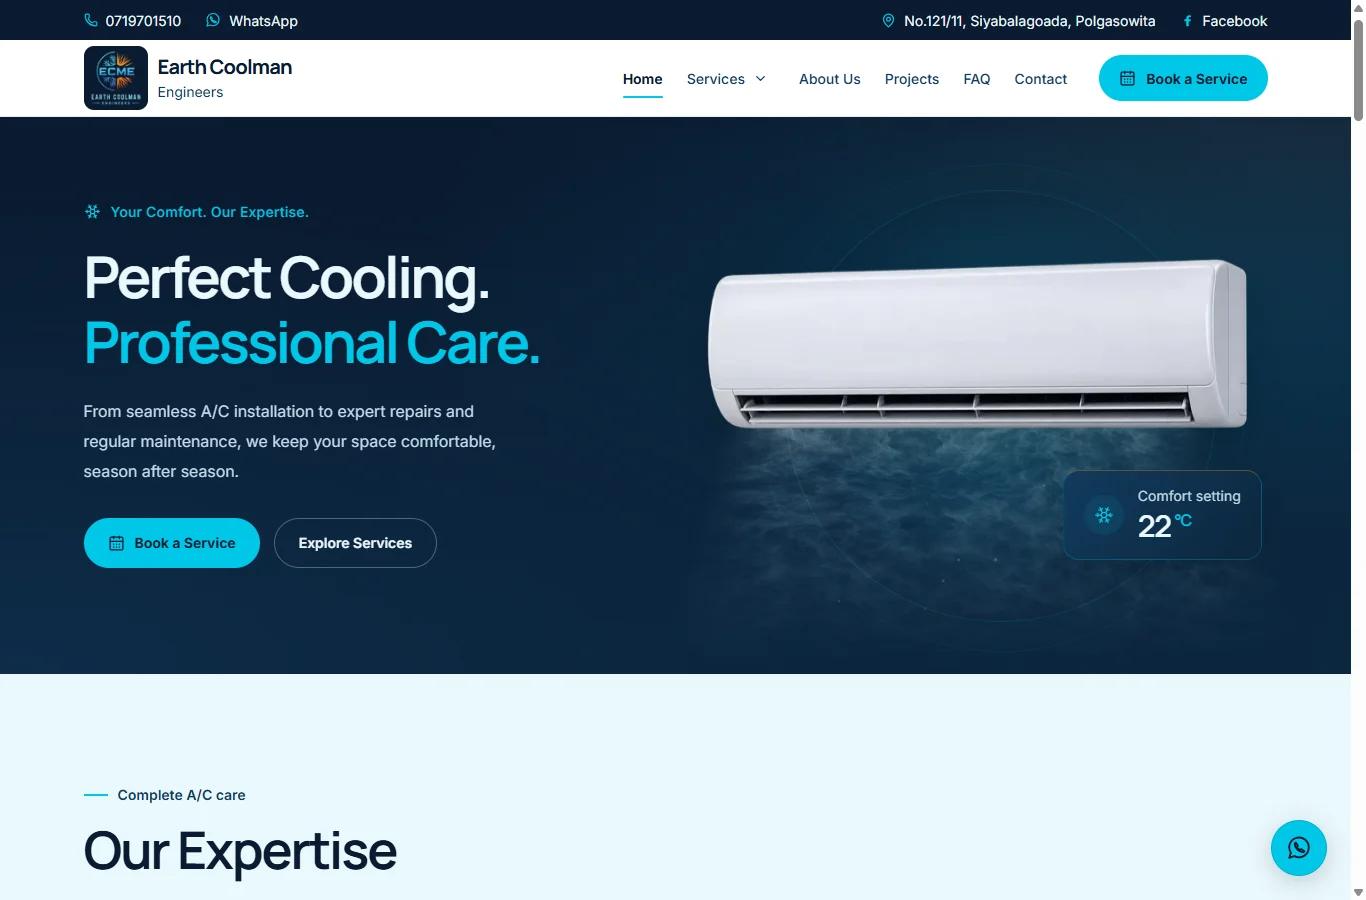 0719701510
WhatsApp
No.121/11, Siyabalagoada, Polgasowita
Facebook
ECME
EARTH COOLMAN
ENGINEERS
Earth Coolman
Engineers
Home
Services
About Us
Projects
FAQ
Contact
Book a Service
Your Comfort. Our Expertise.
Perfect Cooling.
Professional Care.
From seamless A/C installation to expert repairs and
regular maintenance, we keep your space comfortable,
season after season.
Book a Service
Explore Services
Comfort setting
22 °C
Complete A/C care
Our Expertise